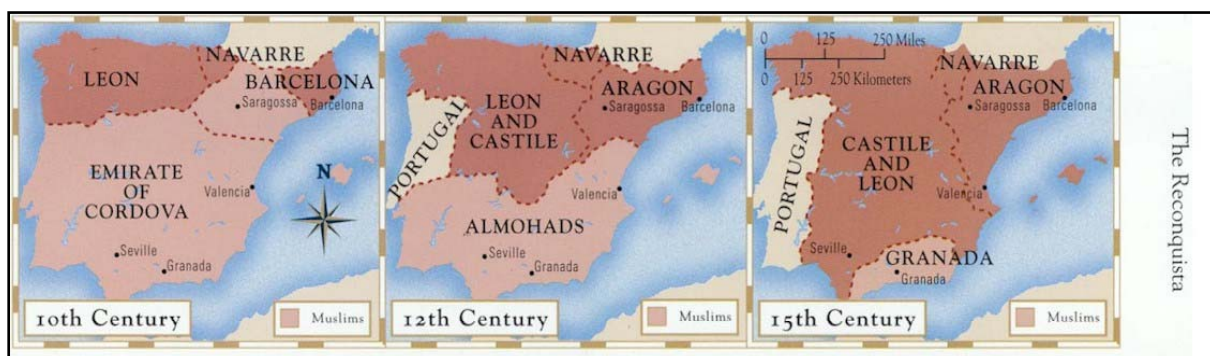 LEON
NAVARRE
BARCELONA
Saragossa
Barcelona
EMIRATE
OF
CORDOVA
Valencia
N
Seville
Granada
10th Century
Muslims
NAVARRE
ARAGON
Saragossa
Barcelona
LEON
AND
CASTILE
PORTUGAL
Valencia
ALMOHADS
Seville
Granada
12th Century
Muslims
0 125 250 Miles
0 125 250 Kilometers
NAVARRE
ARAGON
Saragossa
Barcelona
CASTILE
AND
LEON
PORTUGAL
Valencia
Seville
GRANADA
Granada
15th Century
Muslims
The Reconquista